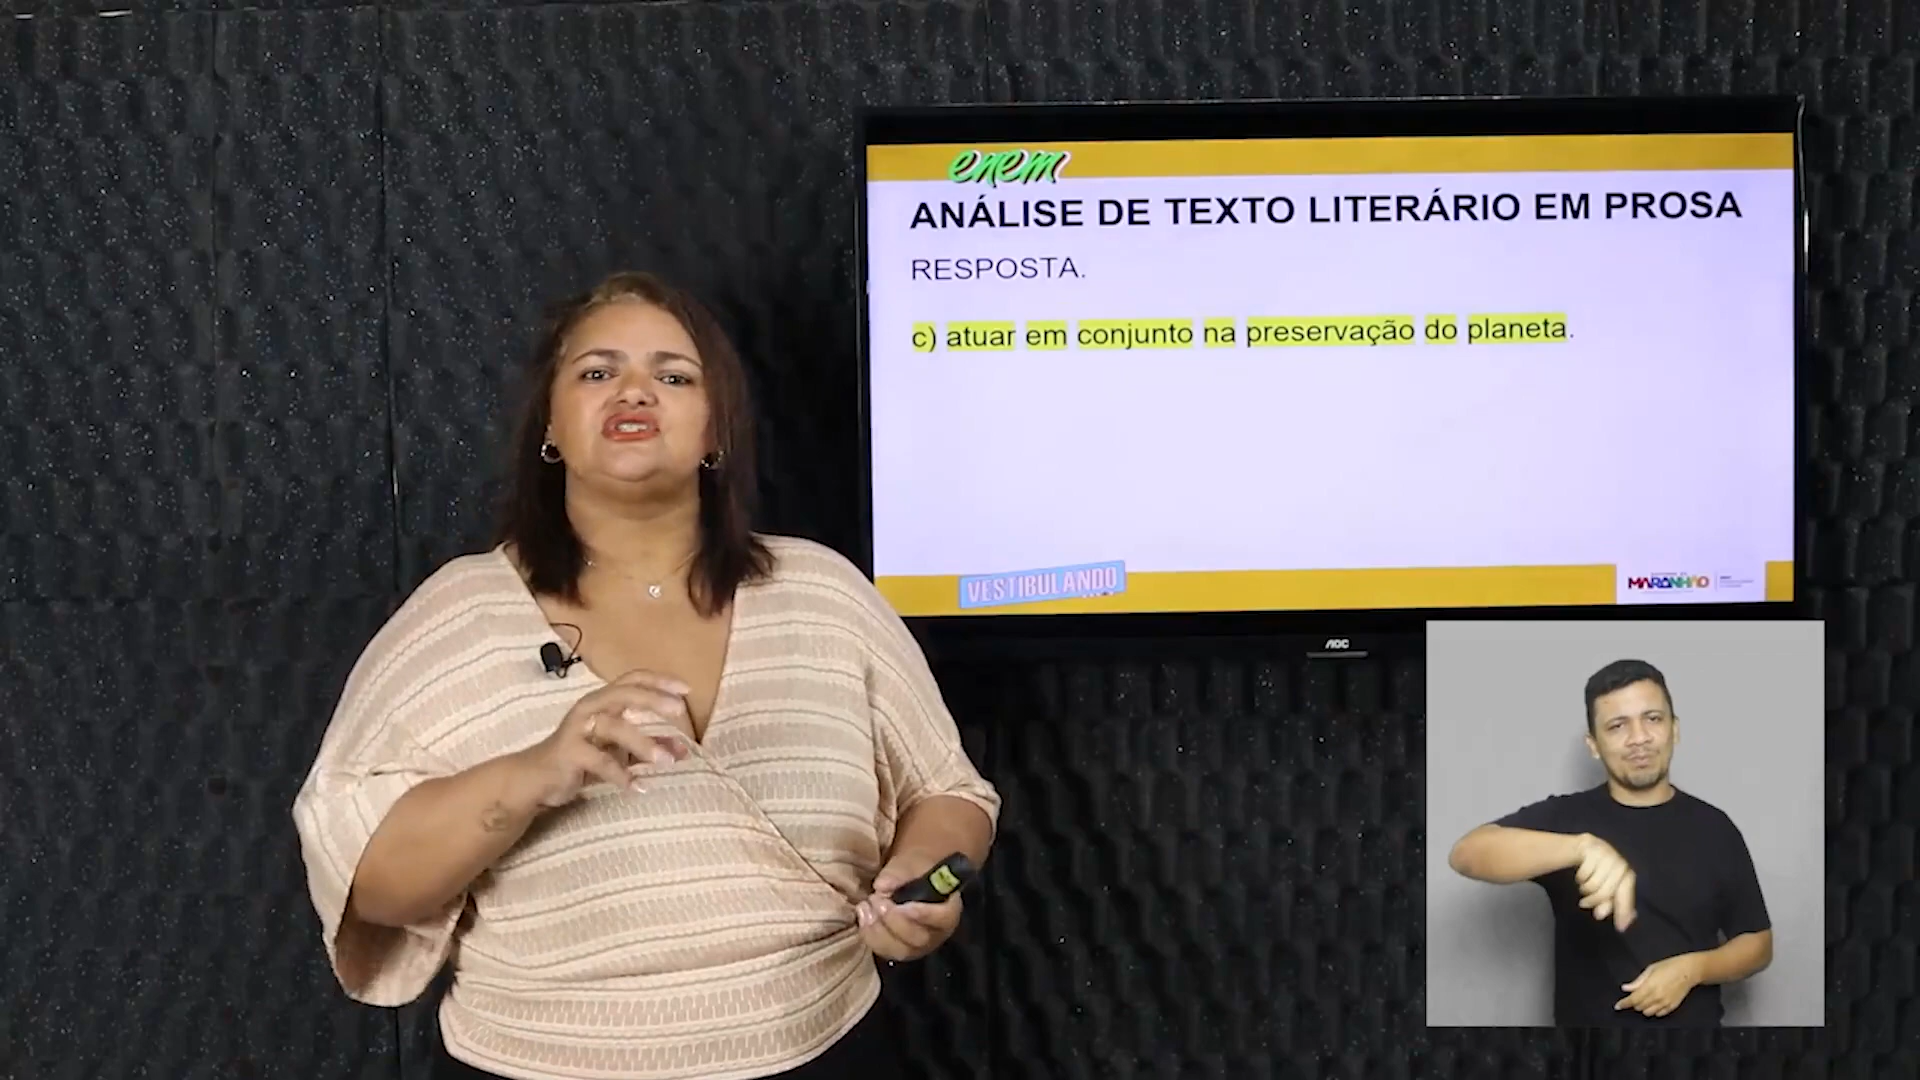 enem
ANÁLISE DE TEXTO LITERÁRIO EM PROSA
RESPOSTA.
c) atuar em conjunto na preservação do planeta.
VESTIBULANDO
MARANHÃO
AOC